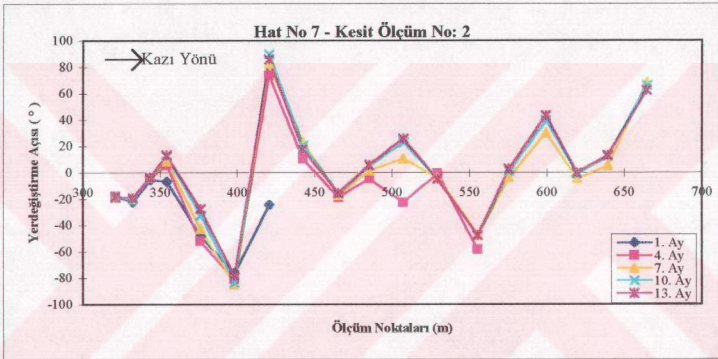 Hat No 7 - Kesit Ölçüm No: 2
Kazı Yönü
Yerdeğiştirme Açısı ( ° )
100
80
60
40
20
0
-20
-40
-60
-80
-100
300 350 400 450 500 550 600 650 700
1. Ay
4. Ay
7. Ay
10. Ay
13. Ay
Ölçüm Noktaları (m)